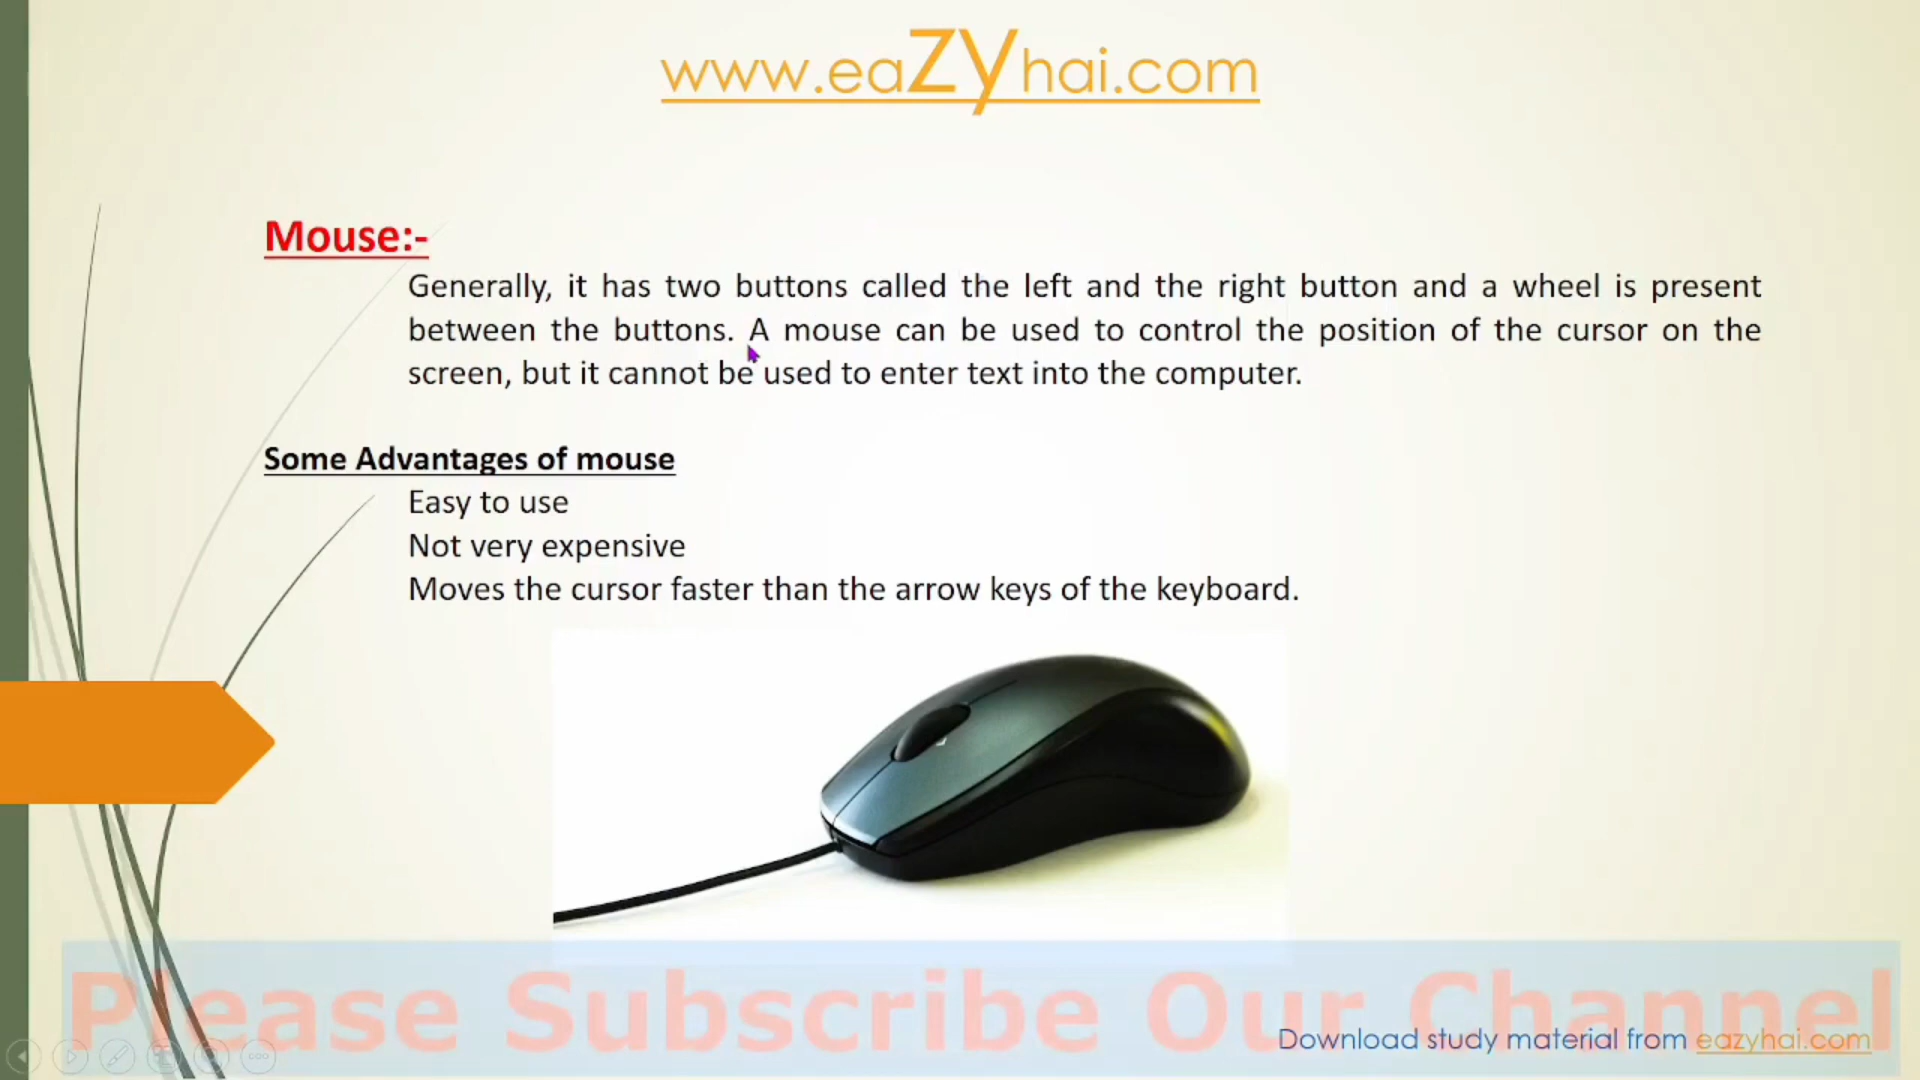 www.eaZYhai.com
Mouse:-
Generally, it has two buttons called the left and the right button and a wheel is present
between the buttons. A mouse can be used to control the position of the cursor on the
screen, but it cannot be used to enter text into the computer.
Some Advantages of mouse
Easy to use
Not very expensive
Moves the cursor faster than the arrow keys of the keyboard.
Please Subscribe Our Channel
Download study material from eazyhai.com